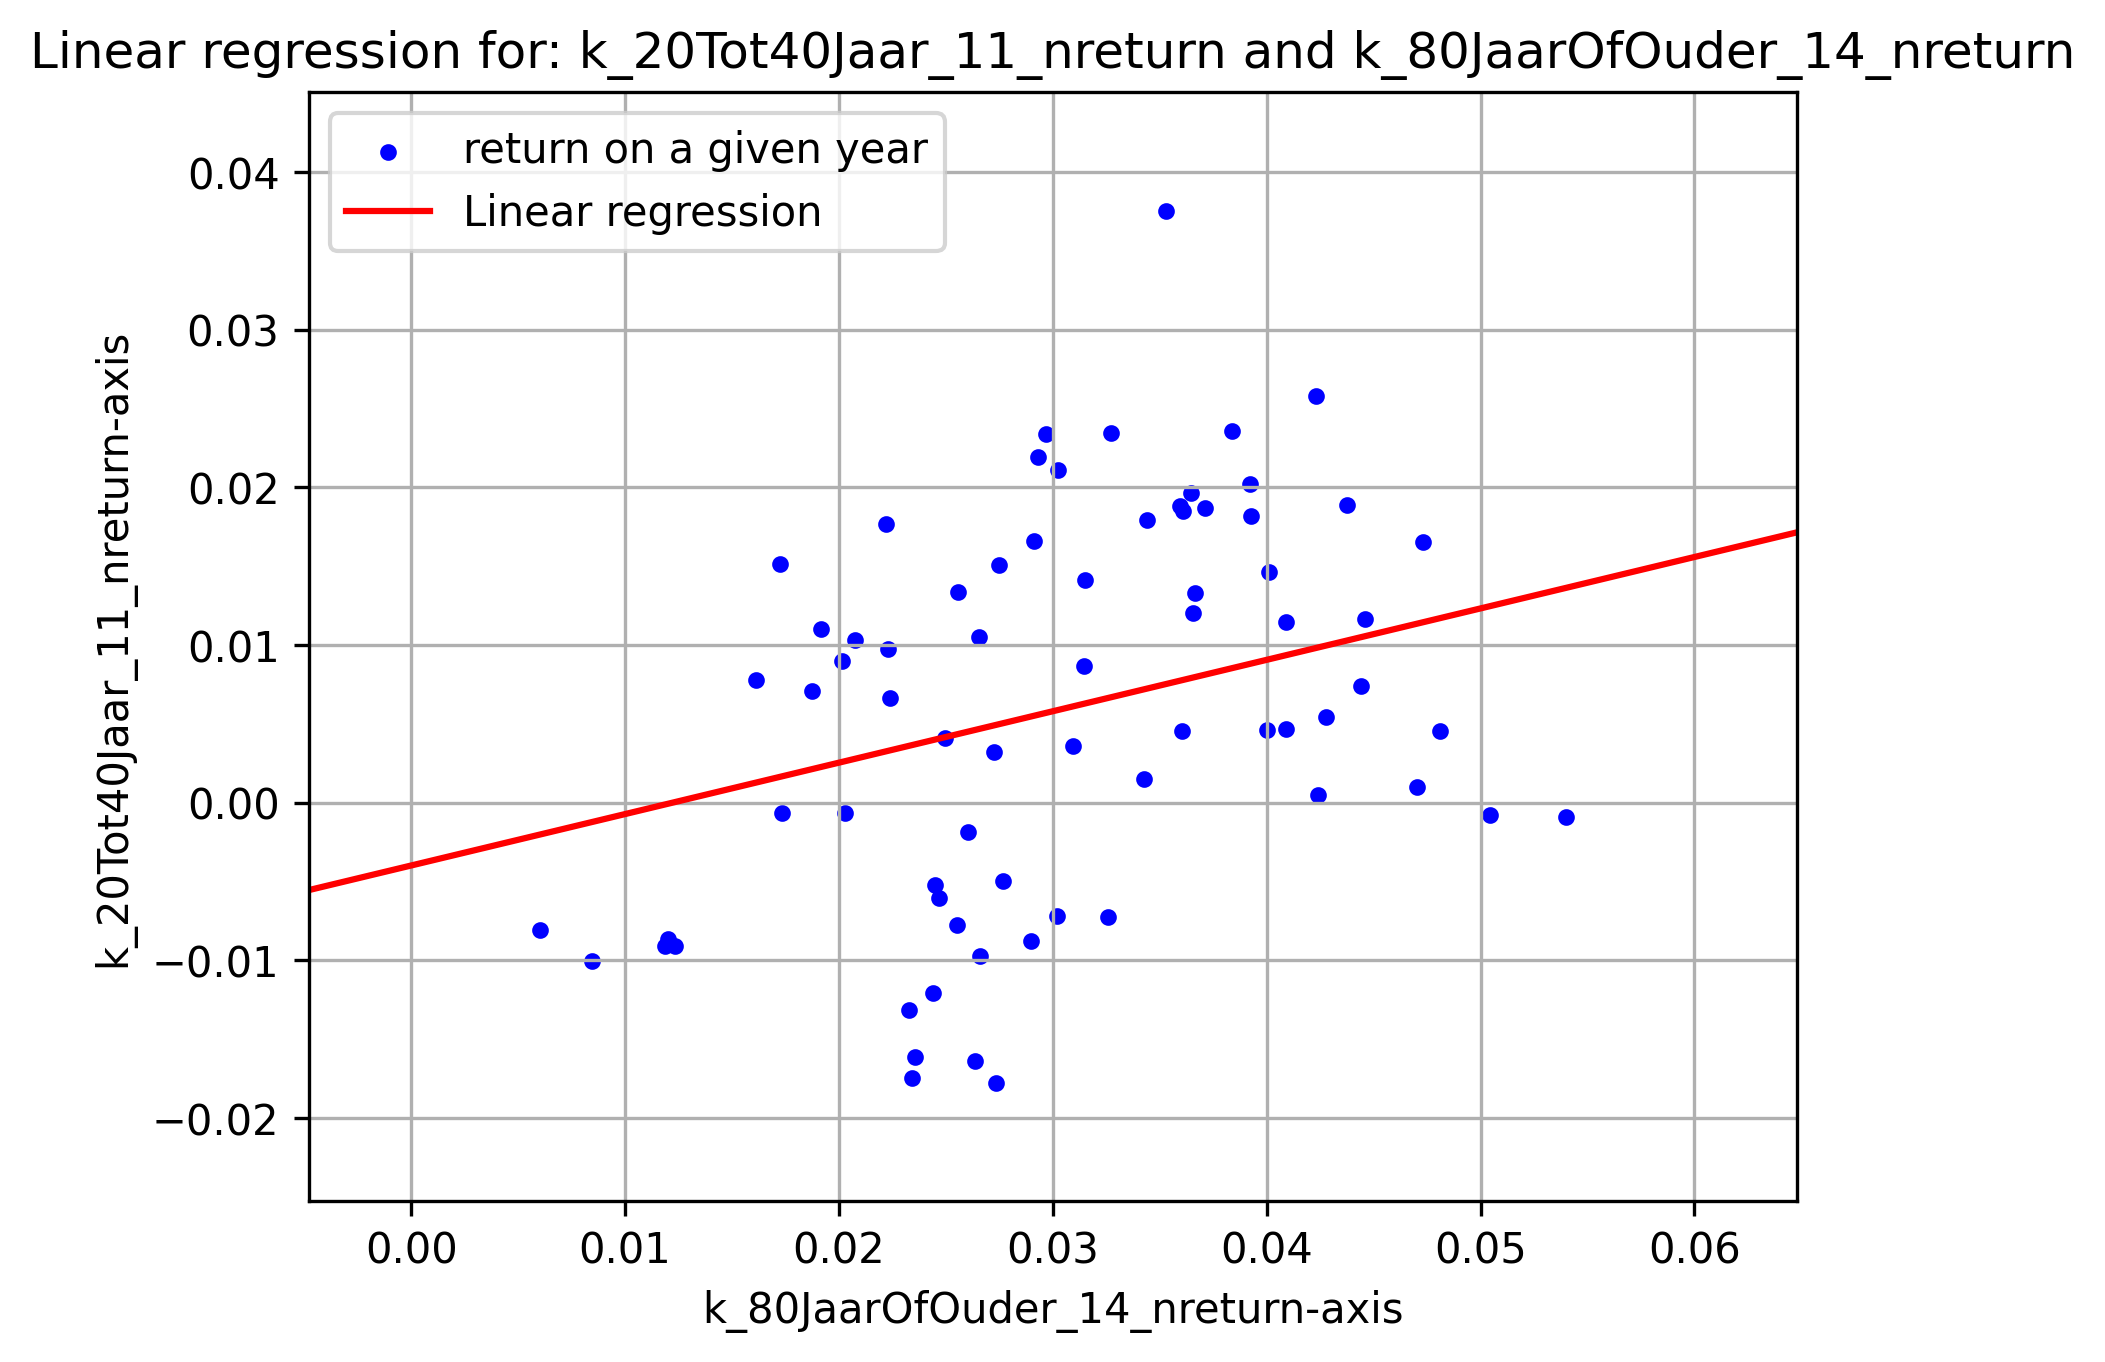 Linear regression for: k_20Tot40Jaar_11_nreturn and k_80JaarOfOuder_14_nreturn
return on a given year
Linear regression
k_20Tot40Jaar_11_nreturn-axis
0.04
0.03
0.02
0.01
0.00
−0.01
−0.02
0.00 0.01 0.02 0.03 0.04 0.05 0.06
k_80JaarOfOuder_14_nreturn-axis